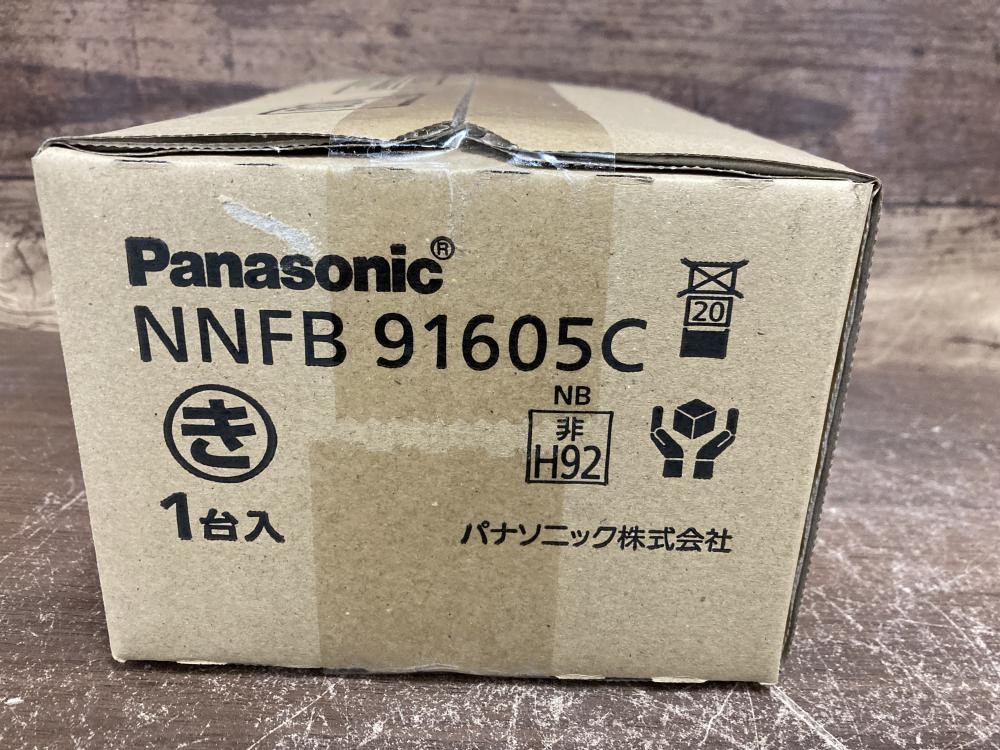 Panasonic®
NNFB 91605C
20
き
NB
非
H92
1台入
パナソニック株式会社